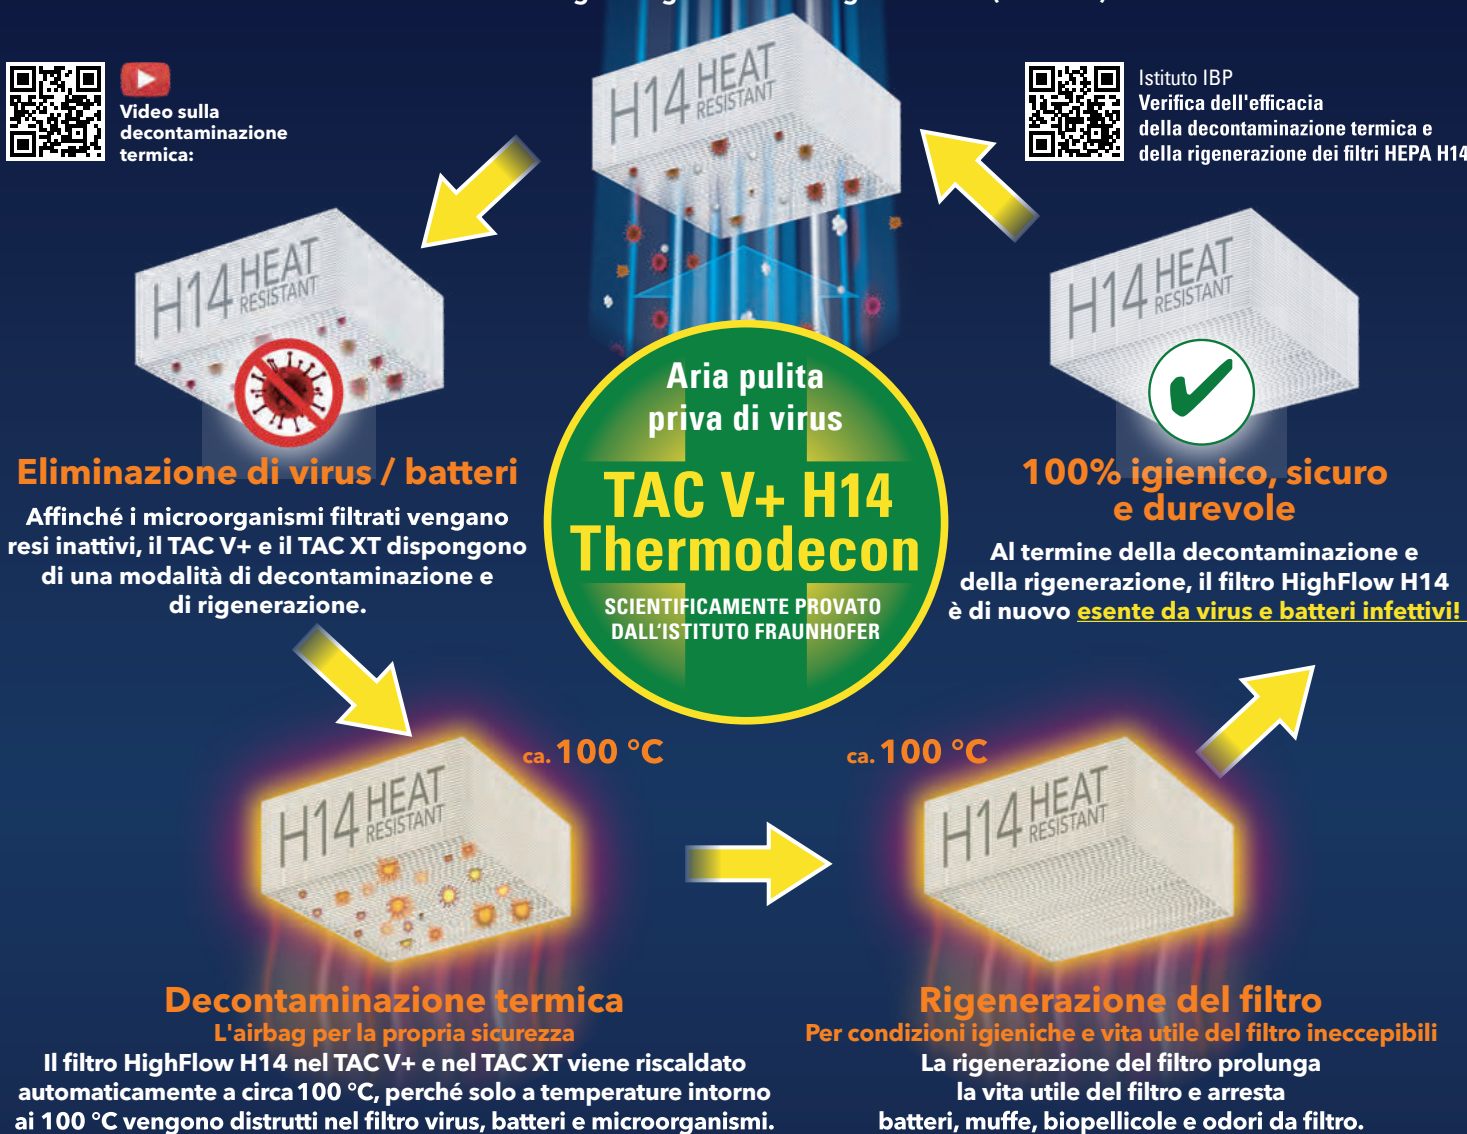 H14 HEAT
RESISTANT
Video sulla
decontaminazione
termica:
Istituto IBP
Verifica dell'efficacia
della decontaminazione termica e
della rigenerazione dei filtri HEPA H14
H14 HEAT
RESISTANT
H14 HEAT
RESISTANT
Eliminazione di virus / batteri
Affinché i microorganismi filtrati vengano
resi inattivi, il TAC V+ e il TAC XT dispongono
di una modalità di decontaminazione e
di rigenerazione.
Aria pulita
priva di virus
TAC V+ H14
Thermodecon
SCIENTIFICAMENTE PROVATO
DALL'ISTITUTO FRAUNHOFER
100% igienico, sicuro
e durevole
Al termine della decontaminazione e
della rigenerazione, il filtro HighFlow H14
è di nuovo esente da virus e batteri infettivi!
ca. 100 °C
ca. 100 °C
H14 HEAT
RESISTANT
H14 HEAT
RESISTANT
Decontaminazione termica
L'airbag per la propria sicurezza
Il filtro HighFlow H14 nel TAC V+ e nel TAC XT viene riscaldato
automaticamente a circa 100 °C, perché solo a temperature intorno
ai 100 °C vengono distrutti nel filtro virus, batteri e microorganismi.
Rigenerazione del filtro
Per condizioni igieniche e vita utile del filtro ineccepibili
La rigenerazione del filtro prolunga
la vita utile del filtro e arresta
batteri, muffe, biopellicole e odori da filtro.